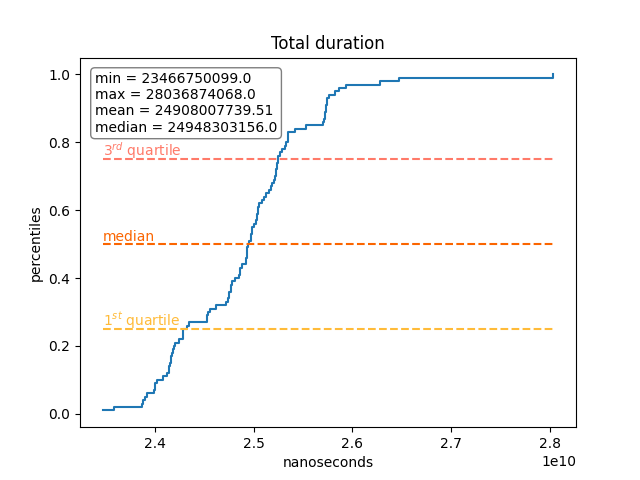 Total duration
min = 23466750099.0
max = 28036874068.0
mean = 24908007739.51
median = 24948303156.0
1.0
0.8
3rd quartile
0.6
median
percentiles
0.4
1st quartile
0.2
0.0
2.4 2.5 2.6 2.7 2.8
nanoseconds
1e10